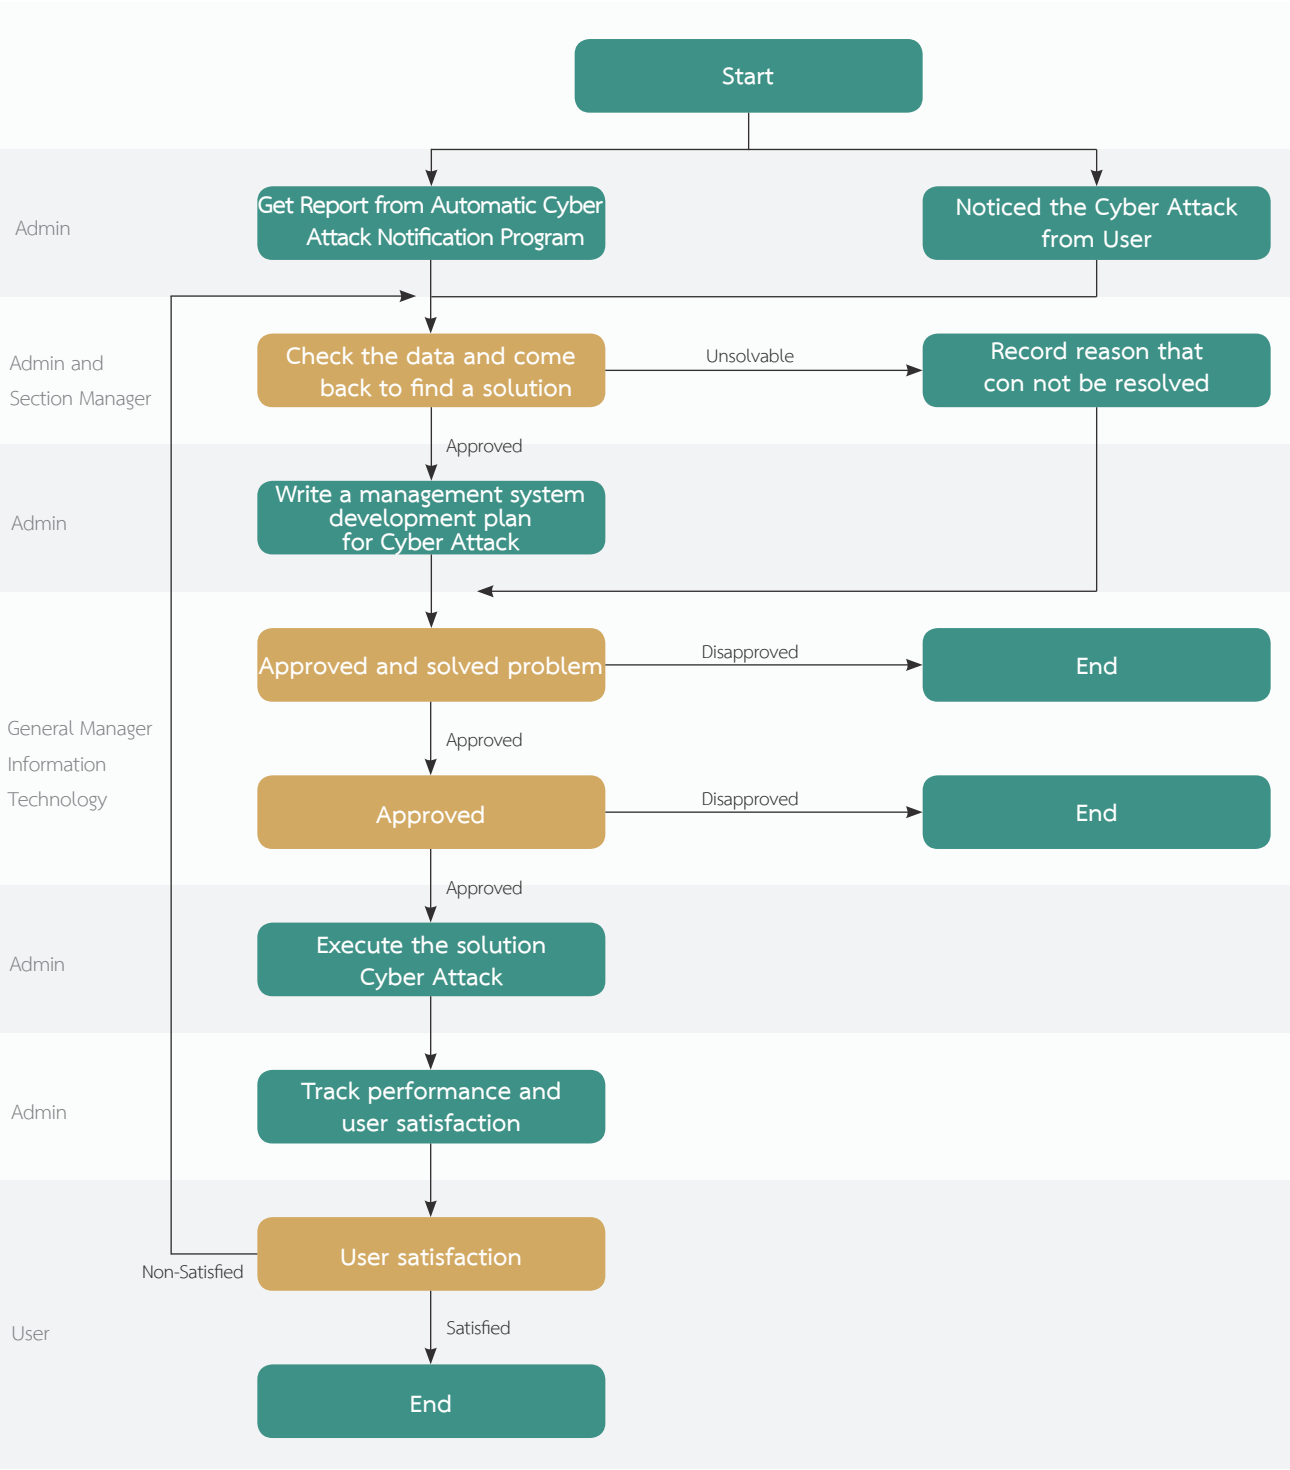 Start
Admin
Get Report from Automatic Cyber
Attack Notification Program
Noticed the Cyber Attack
from User
Admin and
Section Manager
Check the data and come
back to find a solution
Unsolvable
Record reason that
con not be resolved
Approved
Admin
Write a management system
development plan
for Cyber Attack
General Manager
Information
Technology
Approved and solved problem
Disapproved
End
Approved
Approved
Disapproved
End
Approved
Admin
Execute the solution
Cyber Attack
Admin
Track performance and
user satisfaction
User
User satisfaction
Non-Satisfied
Satisfied
End